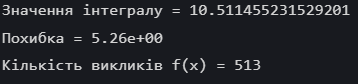 Значення інтегралу = 10.511455231529201
Похибка = 5.26e+00
Кількість викликів f(x) = 513